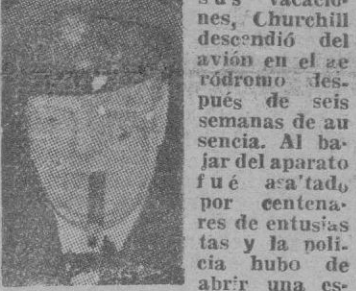 sus vacacio-
nes, Churchill
descendió del
avión en el ae
ródromo des-
pués de seis
semanas de au
sencia. Al ba-
jar del aparato
fué asa'tado
por centena-
res de entusias
tas y la poli-
cía hubo de
abrir una es-